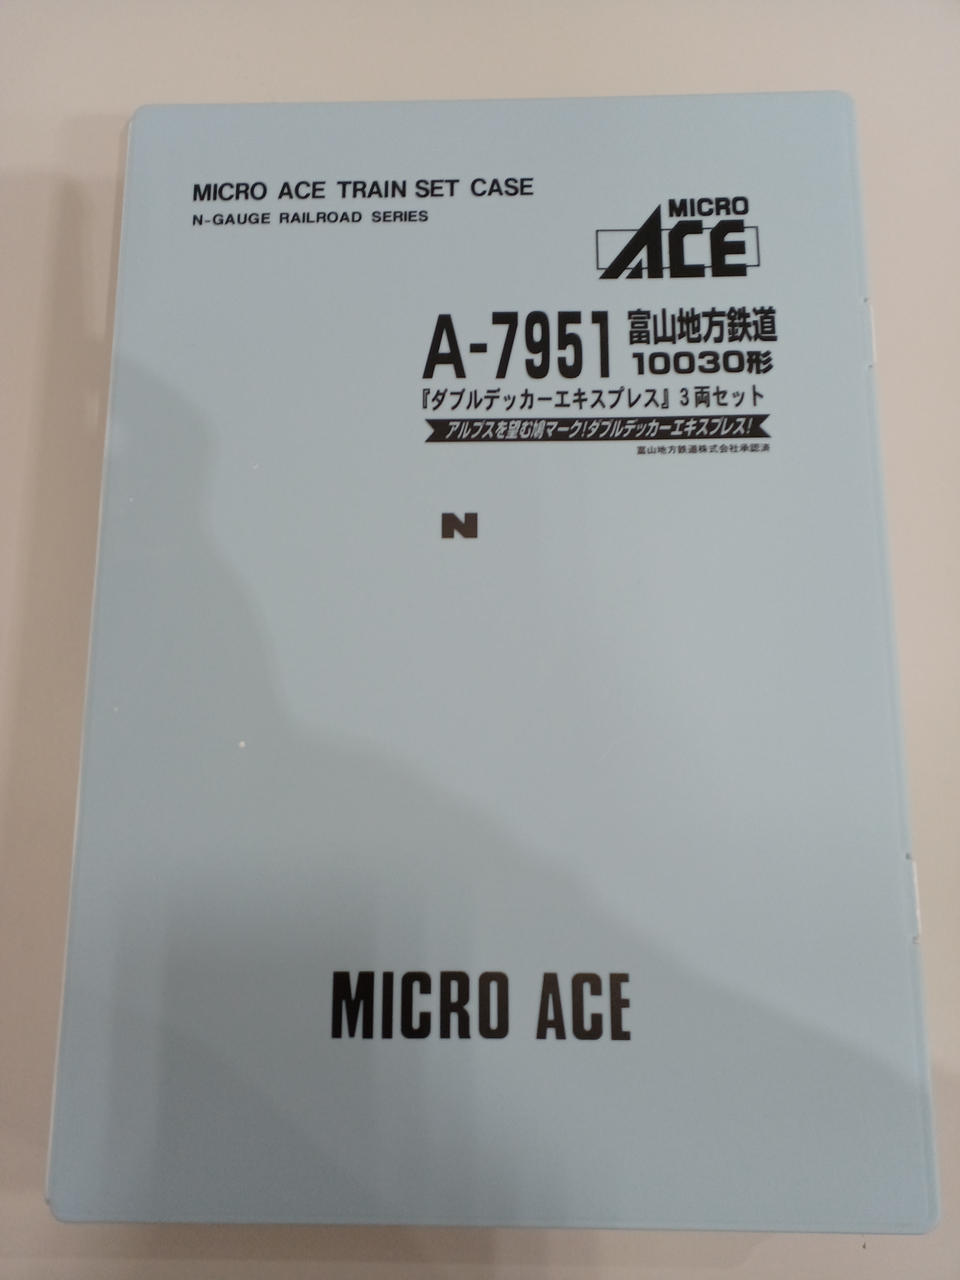 MICRO ACE TRAIN SET CASE
N-GAUGE RAILROAD SERIES
MICRO
ACE
A-7951 富山地方鉄道
10030形
『ダブルデッカーエキスプレス』3両セット
アルプスを望む鳩マーク!ダブルデッカーエキスプレス!
富山地方鉄道株式会社承認済
N
MICRO ACE